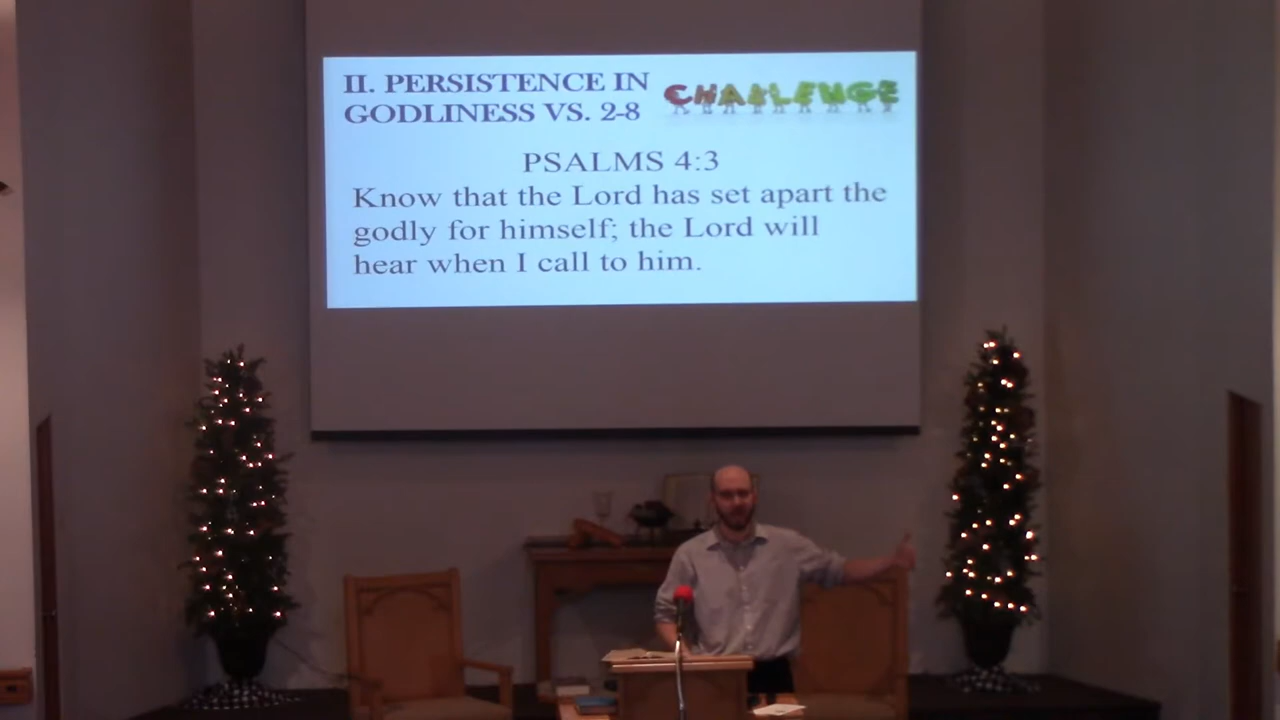 II. PERSISTENCE IN
GODLINESS VS. 2-8
CHALLENGE
PSALMS 4:3
Know that the Lord has set apart the
godly for himself; the Lord will
hear when I call to him.